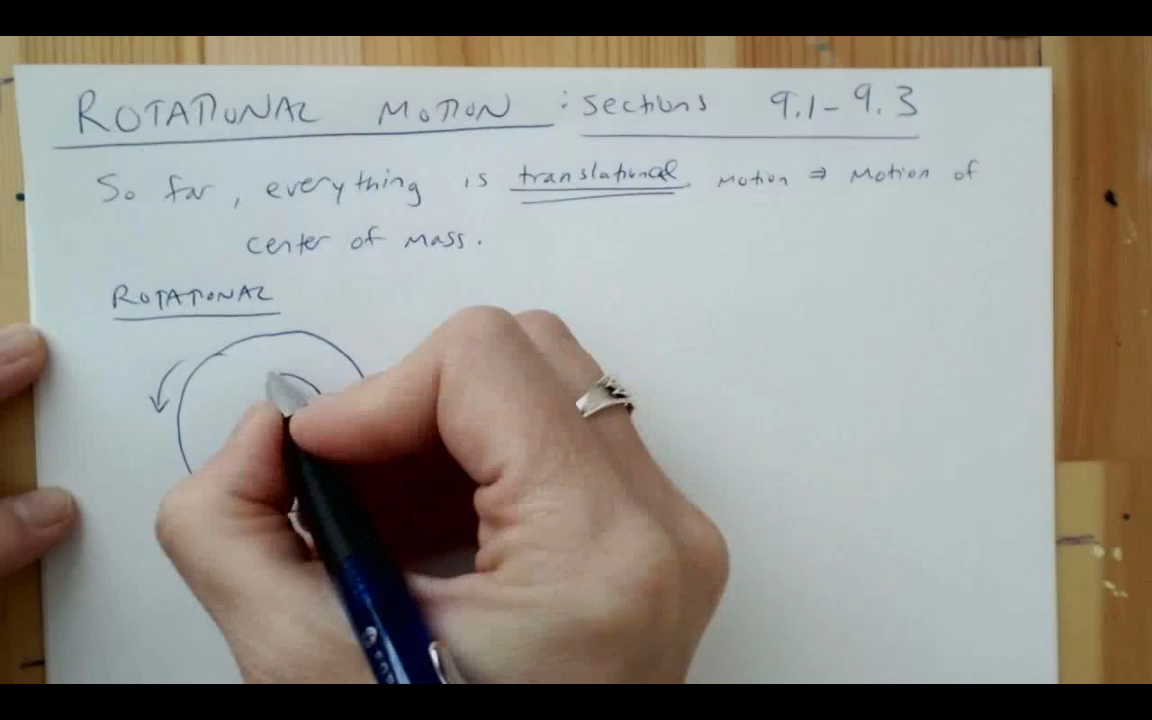 ROTATIONAL MOTION : Sections 9.1-9.3
So far, everything is translational motion ⇒ Motion of
center of mass.
ROTATIONAL